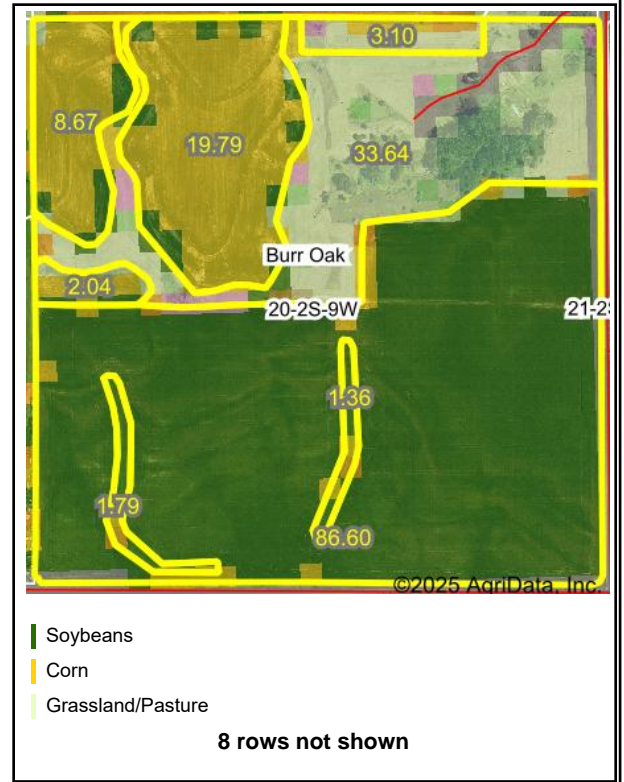 3.10
8.67
19.79
33.64
Burr Oak
2.04
20-2S-9W
21-2S
1.36
1.79
86.60
©2025 AgriData, Inc.
Soybeans
Corn
Grassland/Pasture
8 rows not shown